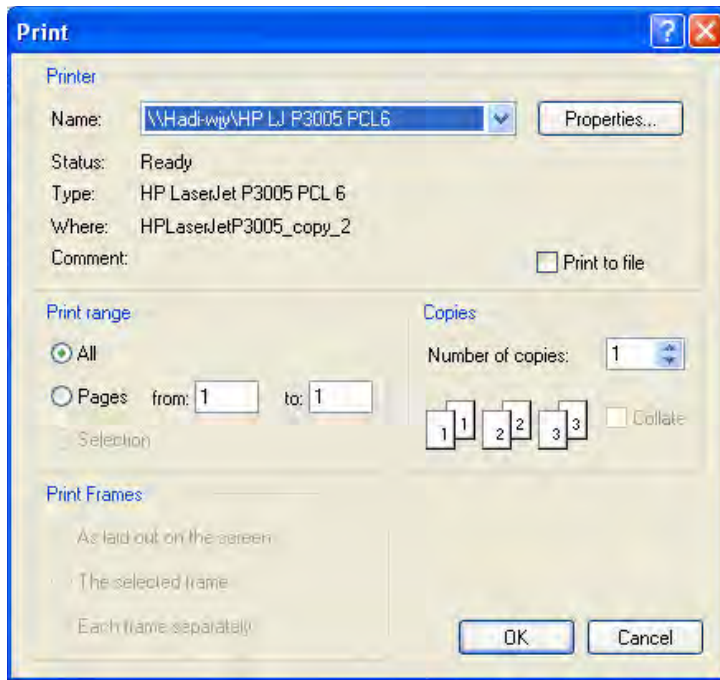 Print
Printer
Name: \\Hadi-wjy\HP LJ P3005 PCL6 Properties...
Status: Ready
Type: HP LaserJet P3005 PCL 6
Where: HPLaserJetP3005_copy_2
Comment:
Print to file
Print range
All
Pages from: 1 to: 1
Selection
Copies
Number of copies: 1
1 1 2 2 3 3 Collate
Print Frames
As laid out on the screen
The selected frame
Each frame separately
OK Cancel